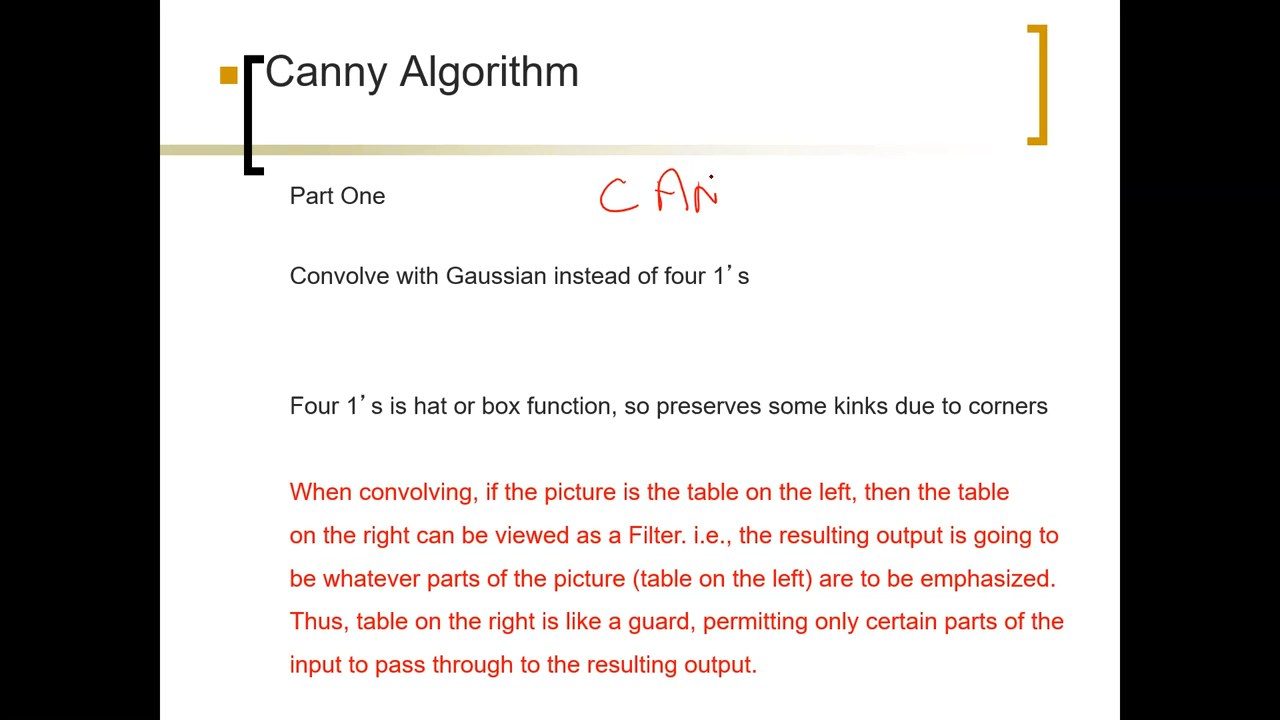 Canny Algorithm
Part One
C A N
Convolve with Gaussian instead of four 1’s
Four 1’s is hat or box function, so preserves some kinks due to corners
When convolving, if the picture is the table on the left, then the table
on the right can be viewed as a Filter. i.e., the resulting output is going to
be whatever parts of the picture (table on the left) are to be emphasized.
Thus, table on the right is like a guard, permitting only certain parts of the
input to pass through to the resulting output.